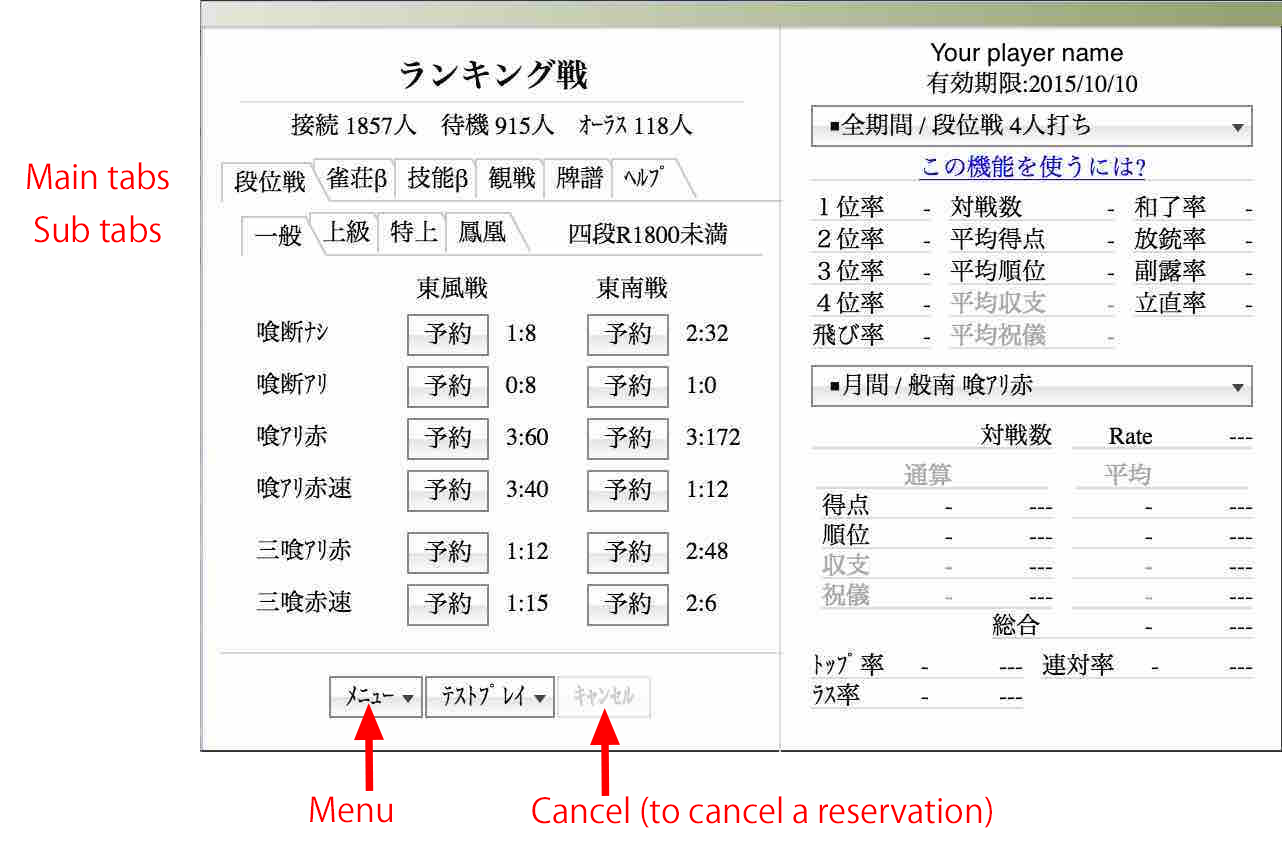 ランキング戦
接続 1857人 待機 915人 ｵｰﾗｽ 118人
Main tabs
段位戦 雀荘β 技能β 観戦 牌譜 ﾍﾙﾌﾟ
Sub tabs
一般 上級 特上 鳳凰 四段R1800未満
東風戦 東南戦
喰断ﾅｼ 予約 1:8 予約 2:32
喰断ｱﾘ 予約 0:8 予約 1:0
喰ｱﾘ赤 予約 3:60 予約 3:172
喰ｱﾘ赤速 予約 3:40 予約 1:12
三喰ｱﾘ赤 予約 1:12 予約 2:48
三喰赤速 予約 1:15 予約 2:6
ﾒﾆｭｰ ▼ ﾃｽﾄﾌﾟﾚｲ ▼ ｷｬﾝｾﾙ
Menu
Cancel (to cancel a reservation)
Your player name
有効期限:2015/10/10
■全期間 / 段位戦 4人打ち ▼
この機能を使うには?
1位率 - 対戦数 - 和了率 -
2位率 - 平均得点 - 放銃率 -
3位率 - 平均順位 - 副露率 -
4位率 - 平均収支 - 立直率 -
飛び率 - 平均祝儀 -
■月間 / 般南 喰ｱﾘ赤 ▼
対戦数 Rate ---
通算 平均
得点 - --- - ---
順位 - --- - ---
収支 - --- - ---
祝儀 - --- - ---
総合 - ---
ﾄｯﾌﾟ率 - --- 連対率 - ---
ﾗｽ率 - ---